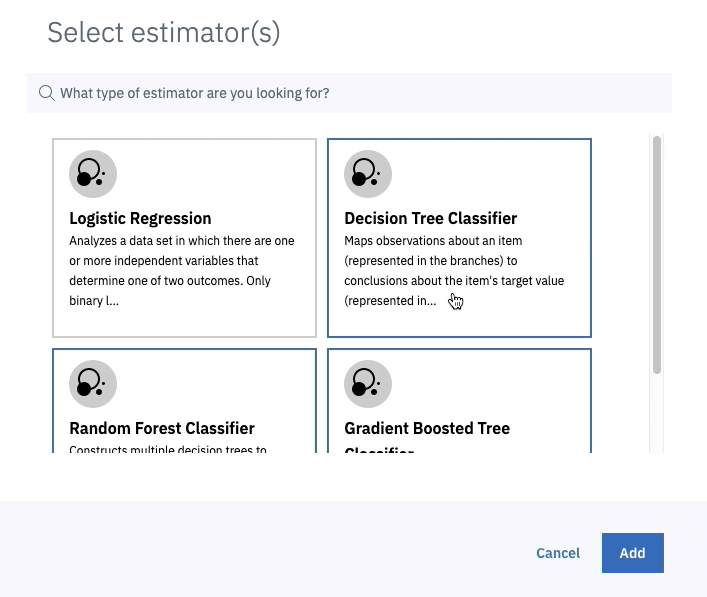 Select estimator(s)
What type of estimator are you looking for?
Logistic Regression
Analyzes a data set in which there are one
or more independent variables that
determine one of two outcomes. Only
binary l...
Decision Tree Classifier
Maps observations about an item
(represented in the branches) to
conclusions about the item's target value
(represented in...
Random Forest Classifier
Constructs multiple decision trees to
Gradient Boosted Tree
Classifier
Cancel
Add